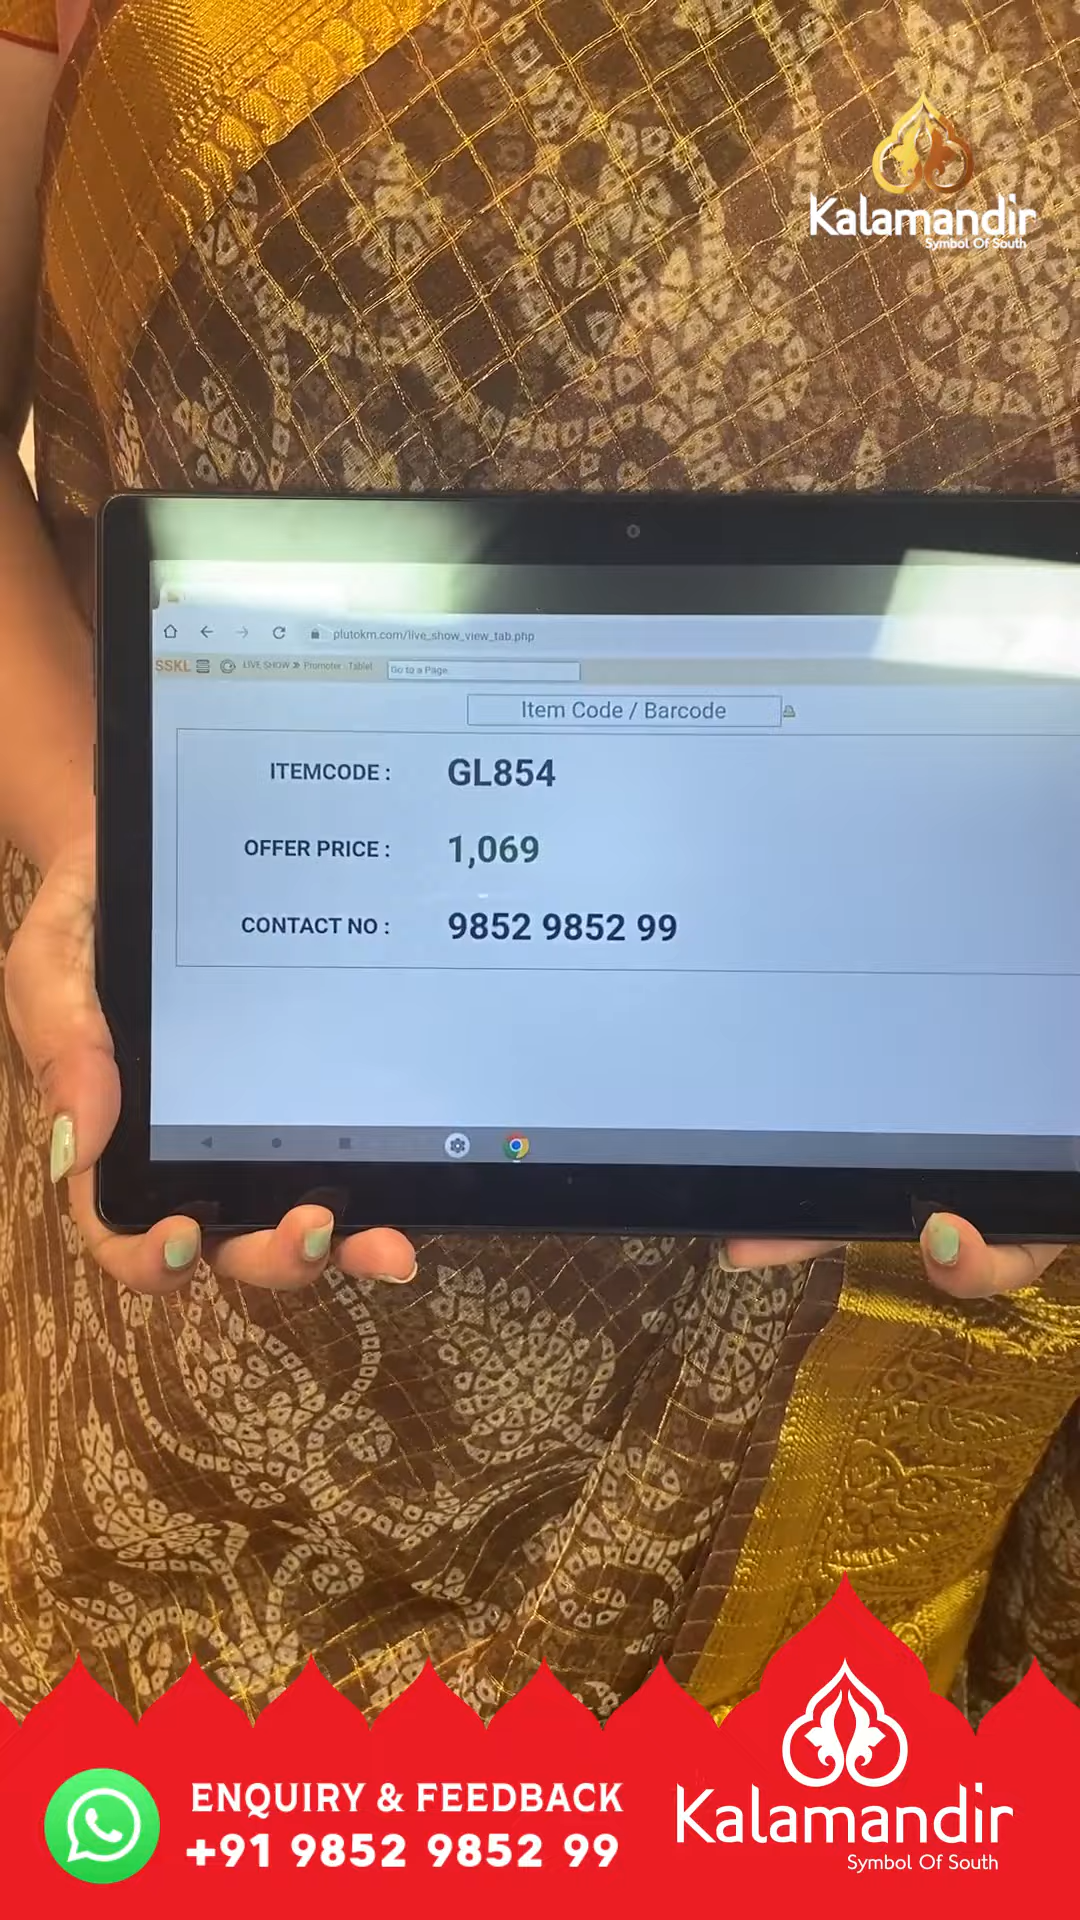 Kalamandir
Symbol Of South
plutokm.com/live_show_view_tab.php
SSKL
LIVE SHOW
Promoter - Tablet
Go to a Page
Item Code / Barcode
ITEMCODE : GL854
OFFER PRICE : 1,069
CONTACT NO : 9852 9852 99
ENQUIRY & FEEDBACK
+91 9852 9852 99
Kalamandir
Symbol Of South